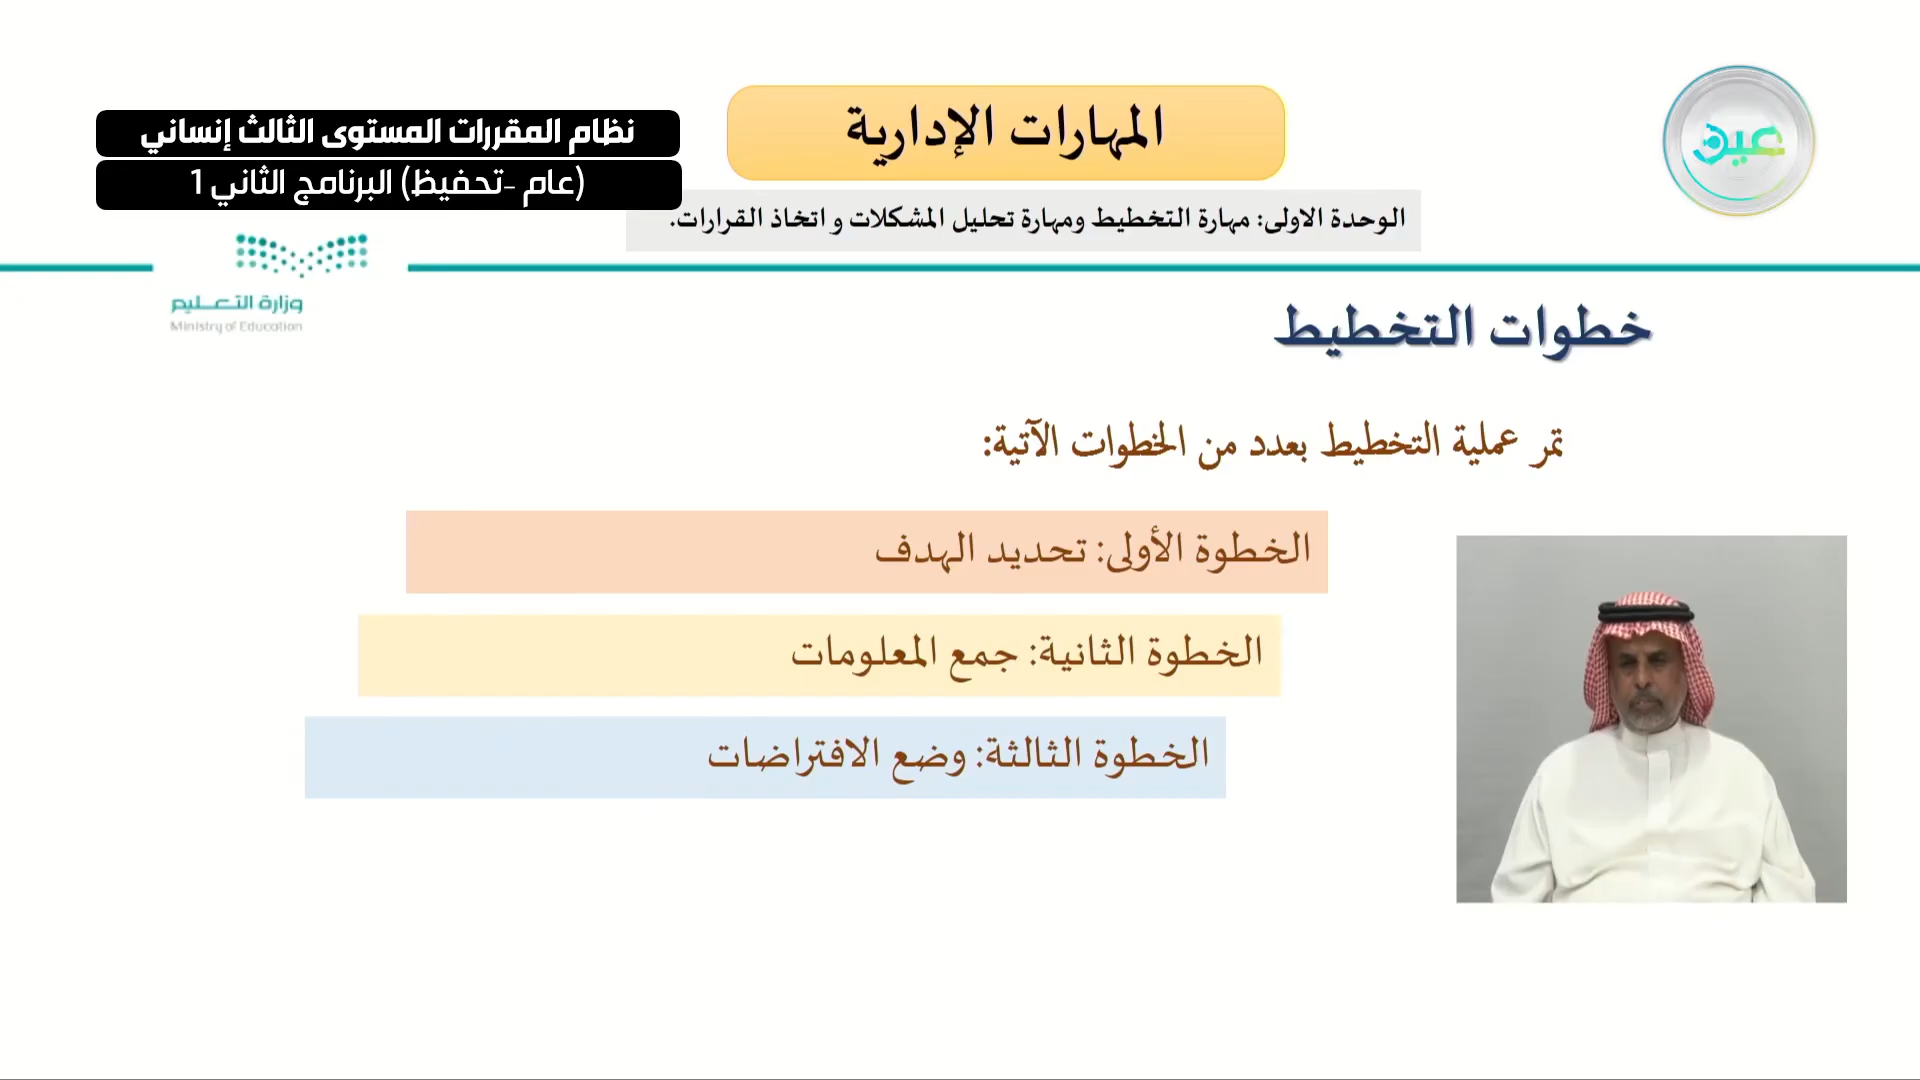 المهارات الإدارية
نظام المقررات المستوى الثالث إنساني
(عام -تحفيظ) البرنامج الثاني 1
الوحدة الاولى: مهارة التخطيط ومهارة تحليل المشكلات و اتخاذ القرارات.
عين
وزارة التعليم
Ministry of Education
خطوات التخطيط
تمر عملية التخطيط بعدد من الخطوات الآتية:
الخطوة الأولى: تحديد الهدف
الخطوة الثانية: جمع المعلومات
الخطوة الثالثة: وضع الافتراضات